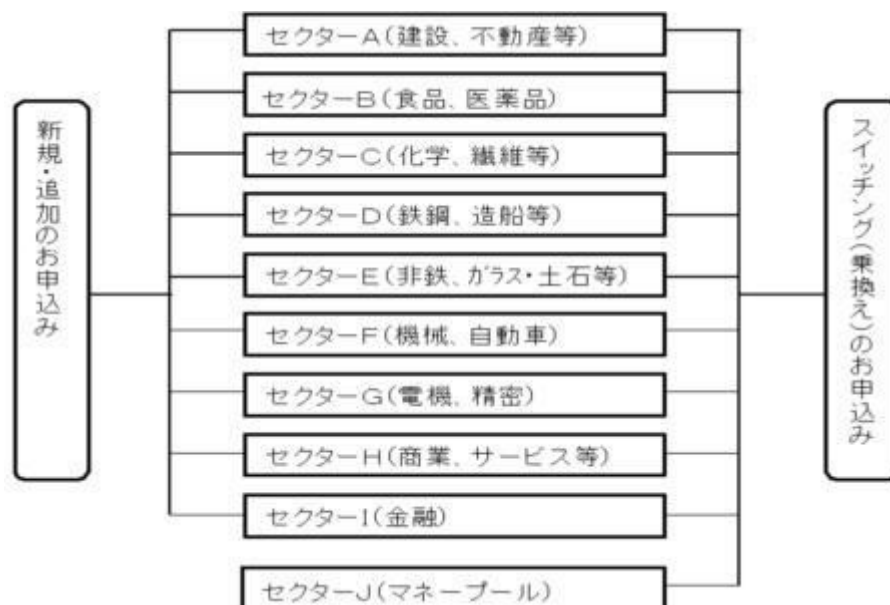 新規・追加のお申込み
セクターA(建設、不動産等)
セクターB(食品、医薬品)
セクターC(化学、繊維等)
セクターD(鉄鋼、造船等)
セクターE(非鉄、ガラス・土石等)
セクターF(機械、自動車)
セクターG(電機、精密)
セクターH(商業、サービス等)
セクターI(金融)
セクターJ(マネープール)
スイッチング(乗換え)のお申込み